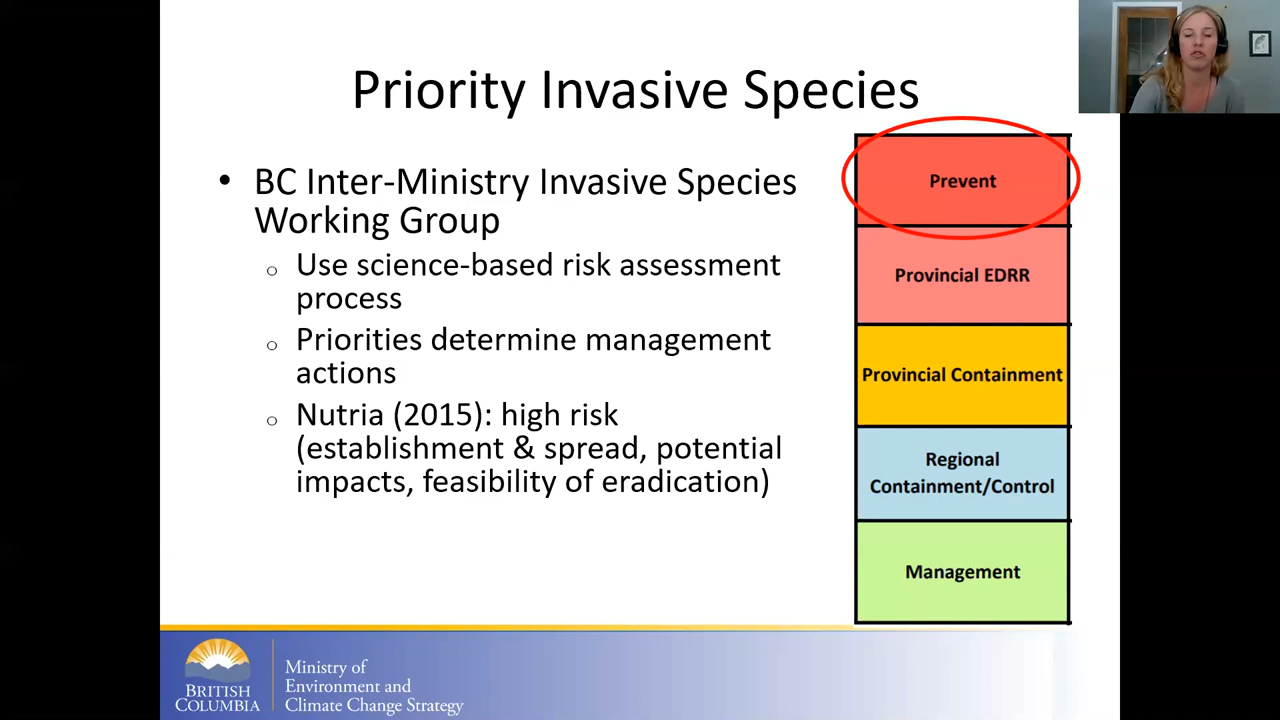 Priority Invasive Species
• BC Inter-Ministry Invasive Species
Working Group
o Use science-based risk assessment
process
o Priorities determine management
actions
o Nutria (2015): high risk
(establishment & spread, potential
impacts, feasibility of eradication)
Prevent
Provincial EDRR
Provincial Containment
Regional
Containment/Control
Management
BRITISH
COLUMBIA
Ministry of
Environment and
Climate Change Strategy